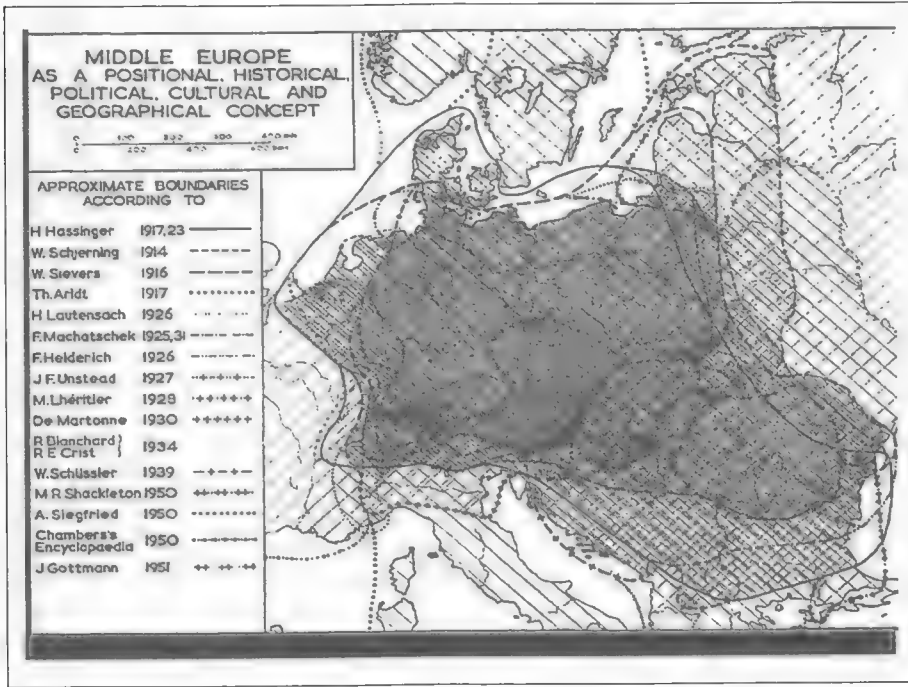 MIDDLE EUROPE
AS A POSITIONAL, HISTORICAL,
POLITICAL, CULTURAL AND
GEOGRAPHICAL CONCEPT
APPROXIMATE BOUNDARIES
ACCORDING TO
H Hassinger 1917,23
W. Schjerning 1914
W. Sievers 1916
Th. Arldt 1917
H Lautensach 1926
F. Machatschek 1925,31
F. Heiderich 1926
J F. Unstead 1927
M. Lhéritier 1928
De Martonne 1930
R Blanchard }
R E Crist } 1934
W. Schüssler 1939
M R Shackleton 1950
A. Siegfried 1950
Chambers's
Encyclopaedia 1950
J Gottmann 1951